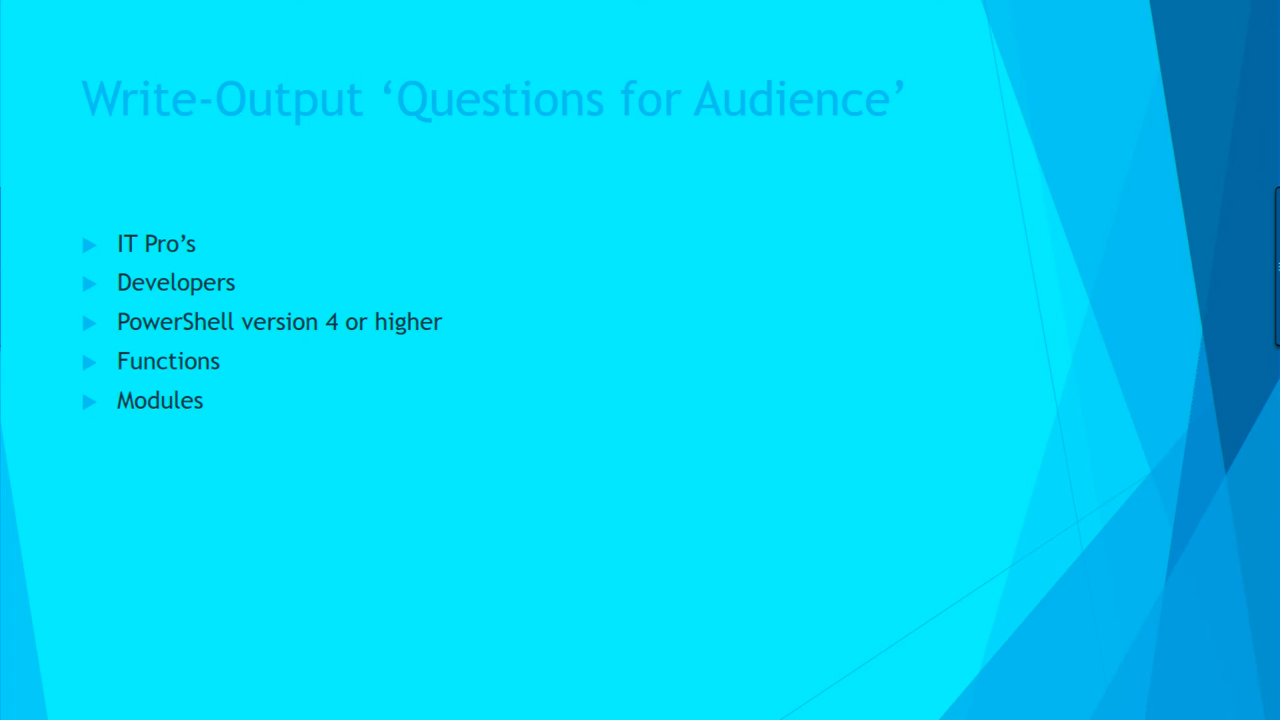 Write-Output ‘Questions for Audience’
IT Pro’s
Developers
PowerShell version 4 or higher
Functions
Modules